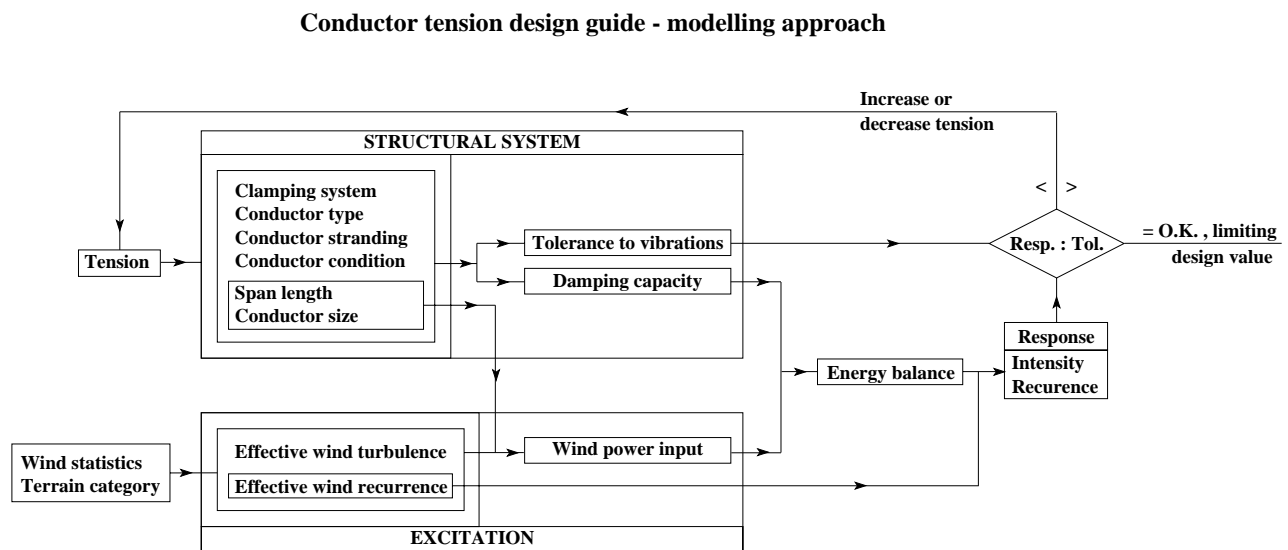 Conductor tension design guide - modelling approach
Increase or
decrease tension
STRUCTURAL SYSTEM
Clamping system
Conductor type
Conductor stranding
Conductor condition
Span length
Conductor size
Tension
Tolerance to vibrations
Damping capacity
< >
Resp. : Tol.
= O.K. , limiting
design value
Response
Intensity
Recurence
Energy balance
Wind statistics
Terrain category
Effective wind turbulence
Effective wind recurrence
Wind power input
EXCITATION